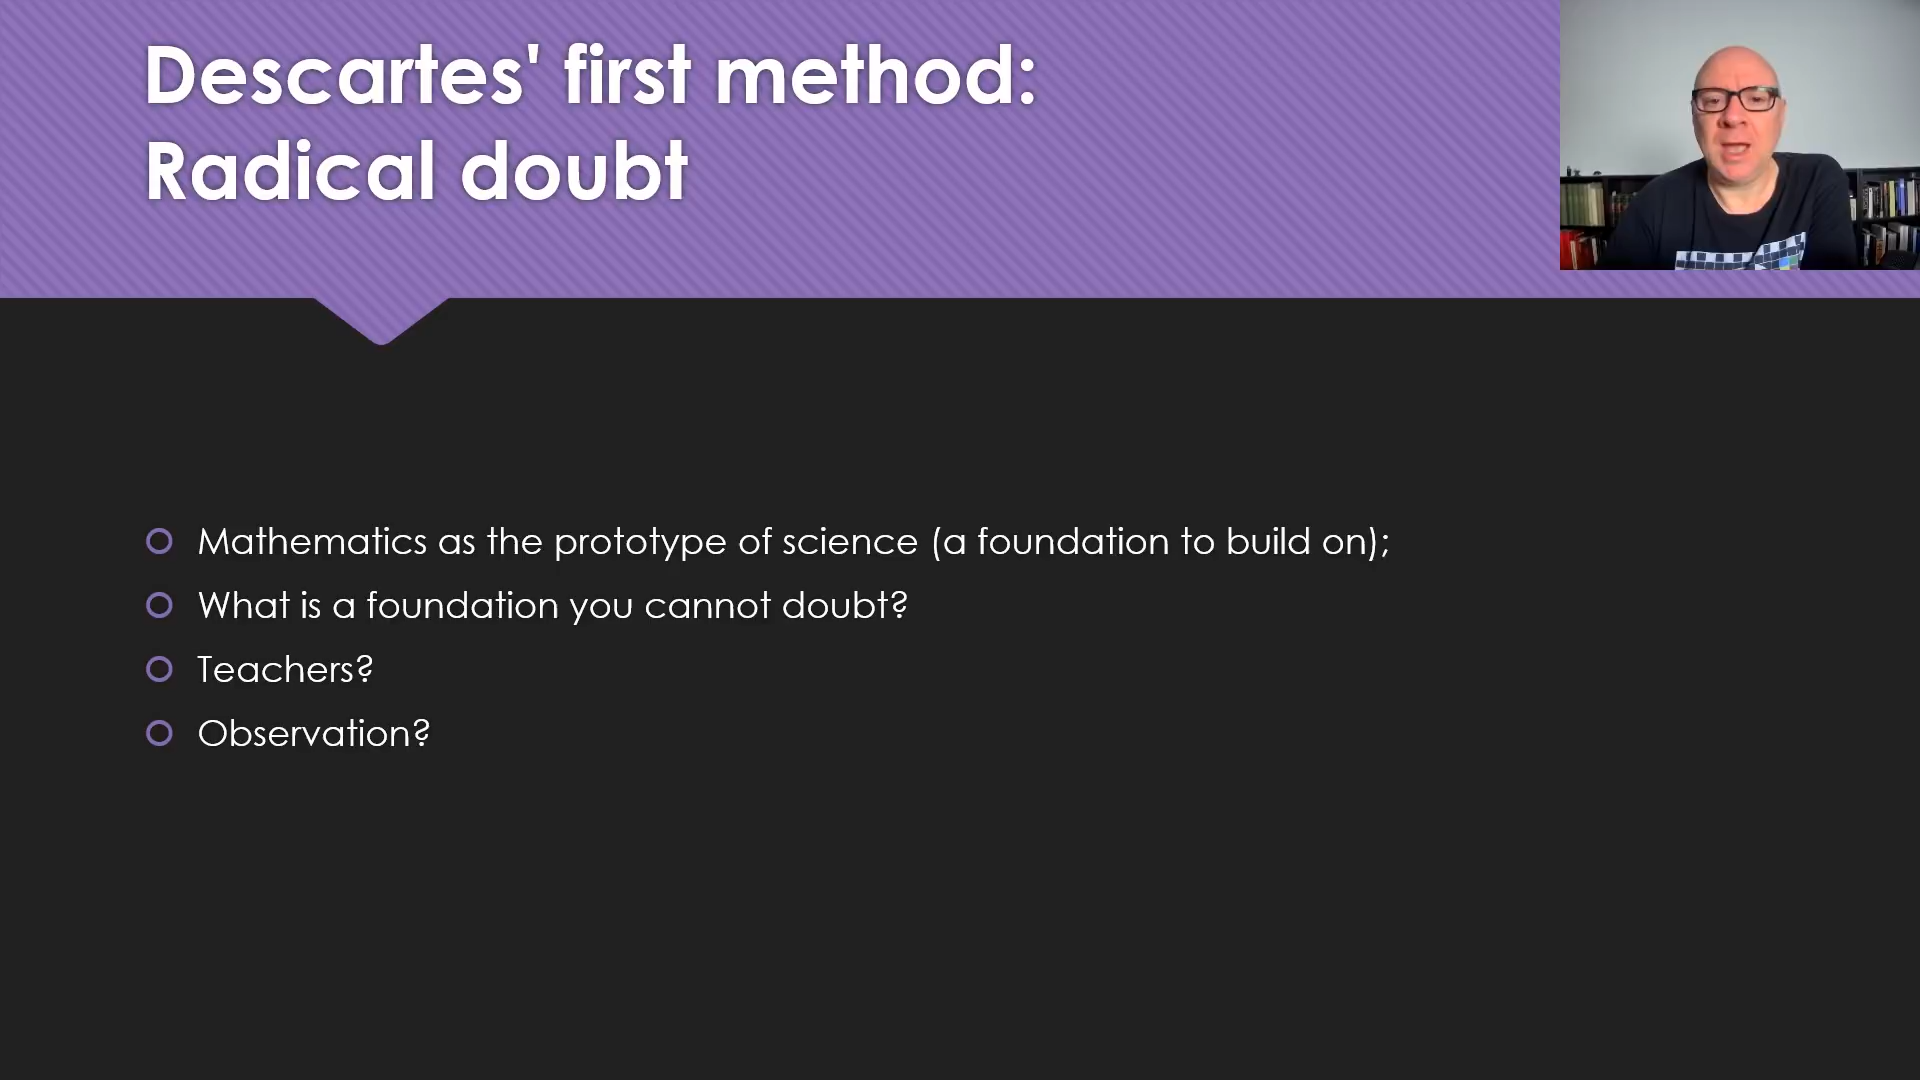 Descartes' first method:
Radical doubt
Mathematics as the prototype of science (a foundation to build on);
What is a foundation you cannot doubt?
Teachers?
Observation?